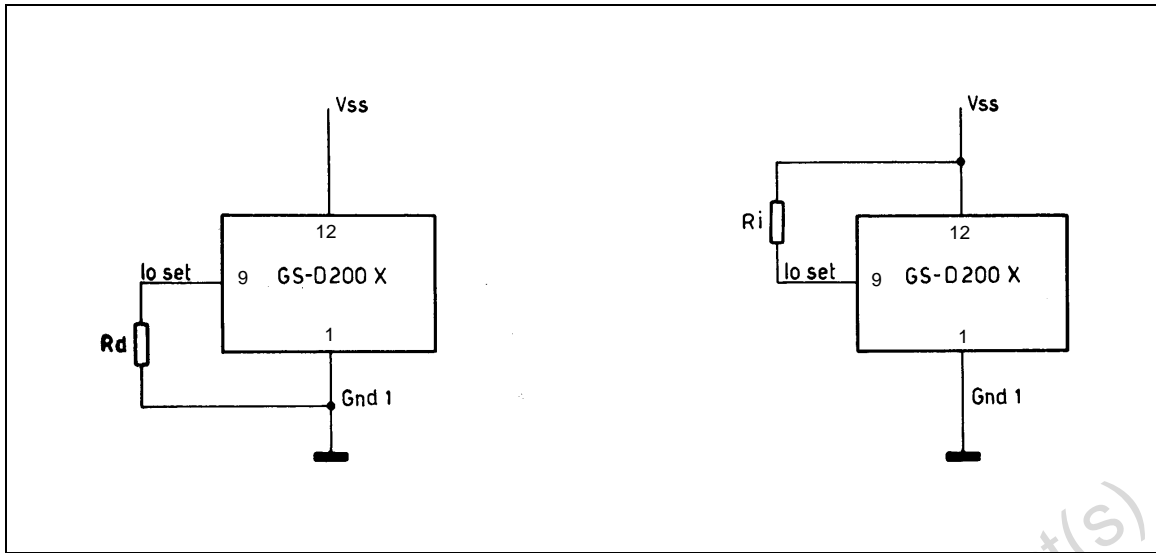 Vss
12
Io set
9
GS-D200 X
1
Rd
Gnd 1
Vss
Ri
12
Io set
9
GS-D200 X
1
Gnd 1
t(s)